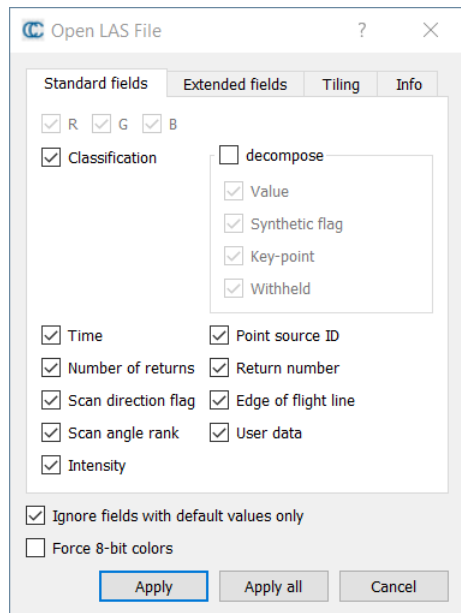 Open LAS File
Standard fields Extended fields Tiling Info
R G B
Classification decompose
Value
Synthetic flag
Key-point
Withheld
Time Point source ID
Number of returns Return number
Scan direction flag Edge of flight line
Scan angle rank User data
Intensity
Ignore fields with default values only
Force 8-bit colors
Apply Apply all Cancel